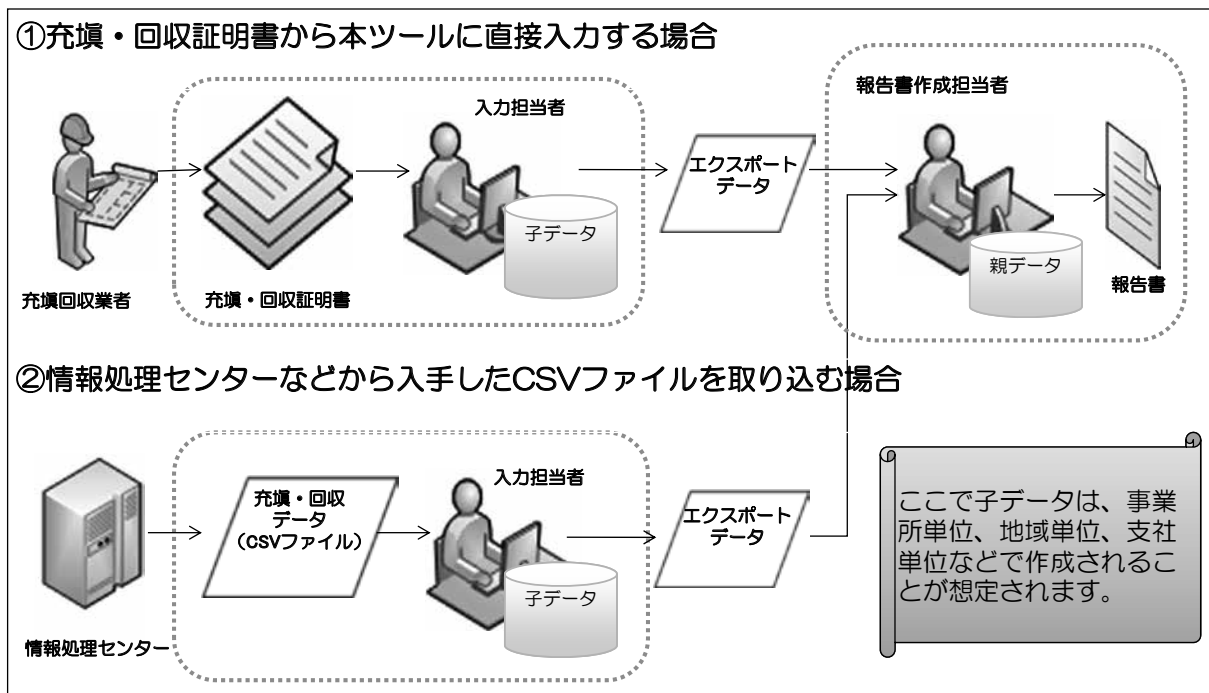 ①充填・回収証明書から本ツールに直接入力する場合
入力担当者
報告書作成担当者
エクスポート
データ
子データ
親データ
充填回収業者
充填・回収証明書
報告書
②情報処理センターなどから入手したCSVファイルを取り込む場合
入力担当者
充填・回収
データ
（CSVファイル）
エクスポート
データ
子データ
情報処理センター
ここで子データは、事業
所単位、地域単位、支社
単位などで作成されるこ
とが想定されます。